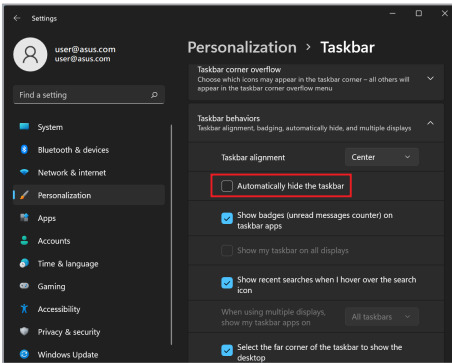 Settings
user@asus.com
user@asus.com
Find a setting
System
Bluetooth & devices
Network & internet
Personalization
Apps
Accounts
Time & language
Gaming
Accessibility
Privacy & security
Windows Update
Personalization > Taskbar
Taskbar corner overflow
Choose which icons may appear in the taskbar corner – all others will
appear in the taskbar corner overflow menu
Taskbar behaviors
Taskbar alignment, badging, automatically hide, and multiple displays
Taskbar alignment
Center
Automatically hide the taskbar
Show badges (unread messages counter) on
taskbar apps
Show my taskbar on all displays
Show recent searches when I hover over the search
icon
When using multiple displays,
show my taskbar apps on
All taskbars
Select the far corner of the taskbar to show the
desktop